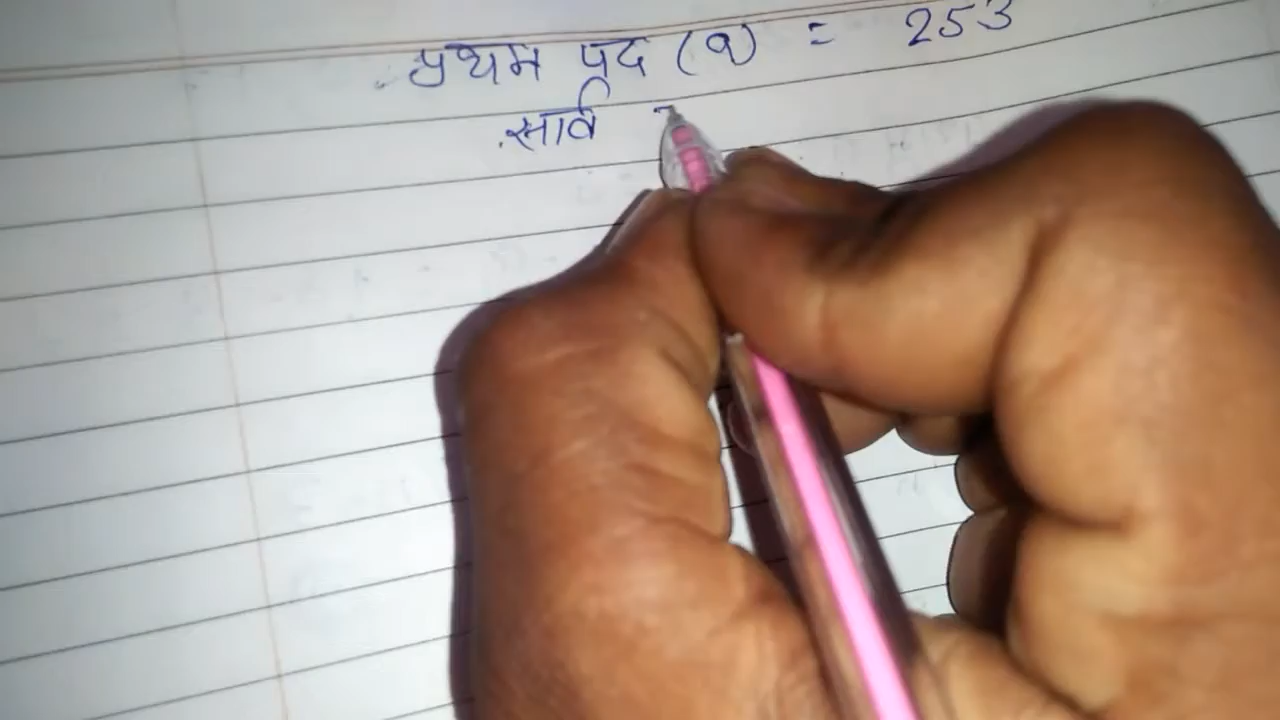 प्रथम पद (a) = 253
सार्व